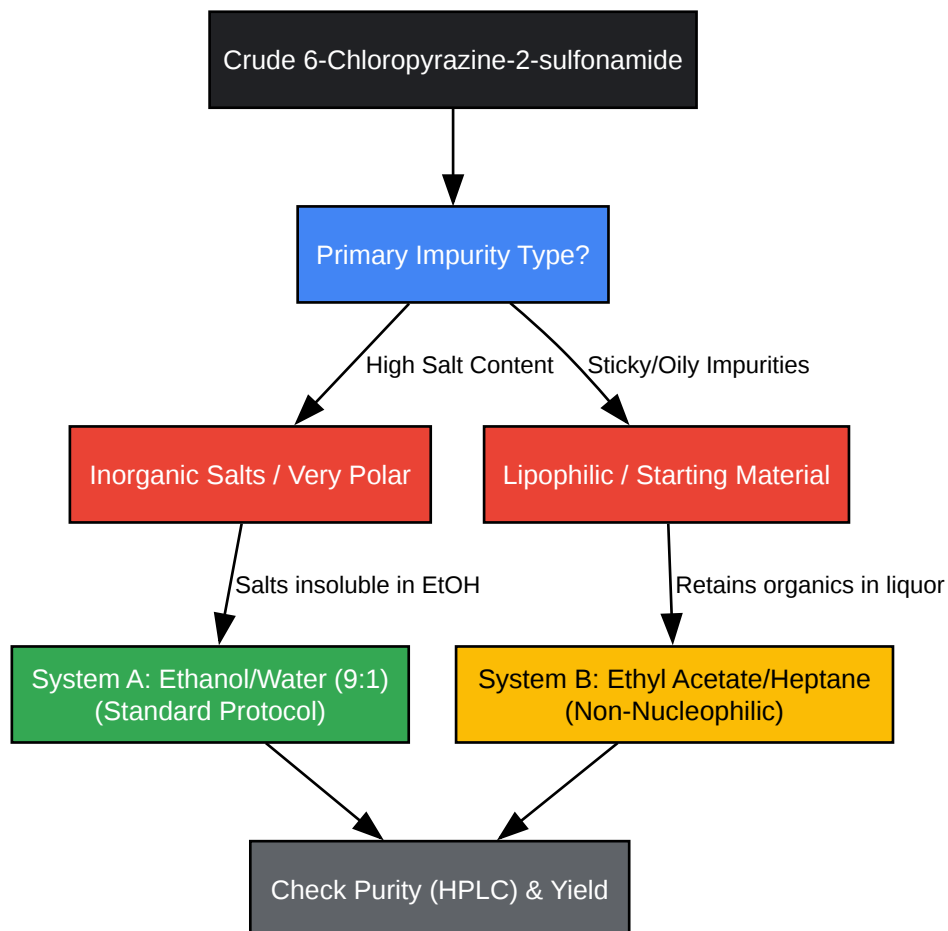 Crude 6-Chloropyrazine-2-sulfonamide
Primary Impurity Type?
High Salt Content
Sticky/Oily Impurities
Inorganic Salts / Very Polar
Lipophilic / Starting Material
Salts insoluble in EtOH
Retains organics in liquor
System A: Ethanol/Water (9:1)
(Standard Protocol)
System B: Ethyl Acetate/Heptane
(Non-Nucleophilic)
Check Purity (HPLC) & Yield